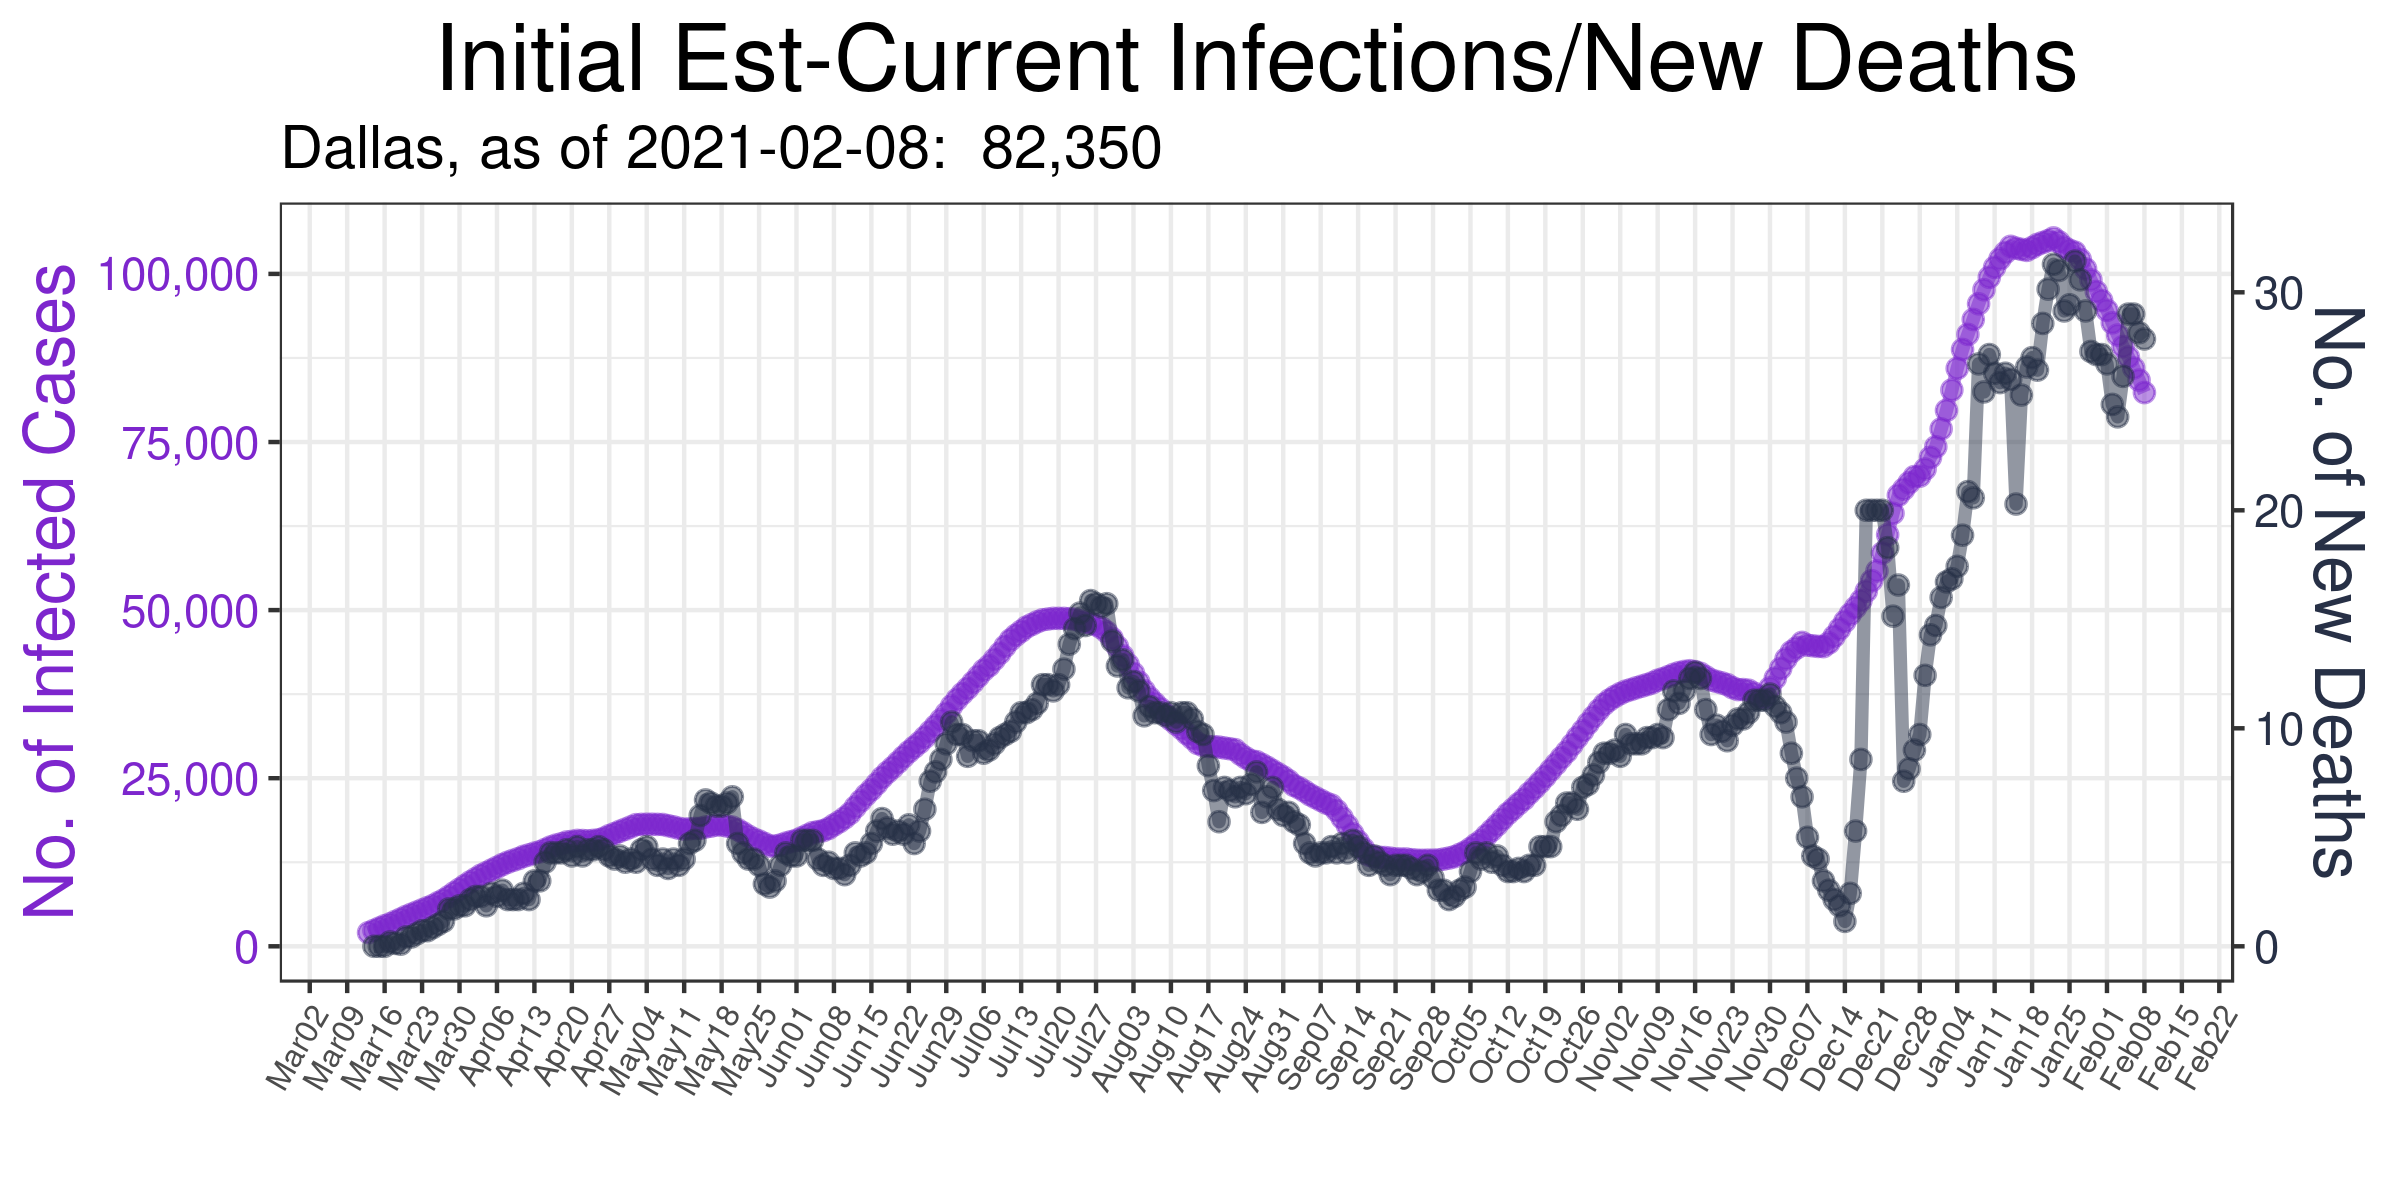 Initial Est-Current Infections/New Deaths
Dallas, as of 2021-02-08:  82,350
No. of Infected Cases
100,000
75,000
50,000
25,000
0
30
20
10
0
No. of New Deaths
Mar02
Mar09
Mar16
Mar23
Mar30
Apr06
Apr13
Apr20
Apr27
May04
May11
May18
May25
Jun01
Jun08
Jun15
Jun22
Jun29
Jul06
Jul13
Jul20
Jul27
Aug03
Aug10
Aug17
Aug24
Aug31
Sep07
Sep14
Sep21
Sep28
Oct05
Oct12
Oct19
Oct26
Nov02
Nov09
Nov16
Nov23
Nov30
Dec07
Dec14
Dec21
Dec28
Jan04
Jan11
Jan18
Jan25
Feb01
Feb08
Feb15
Feb22